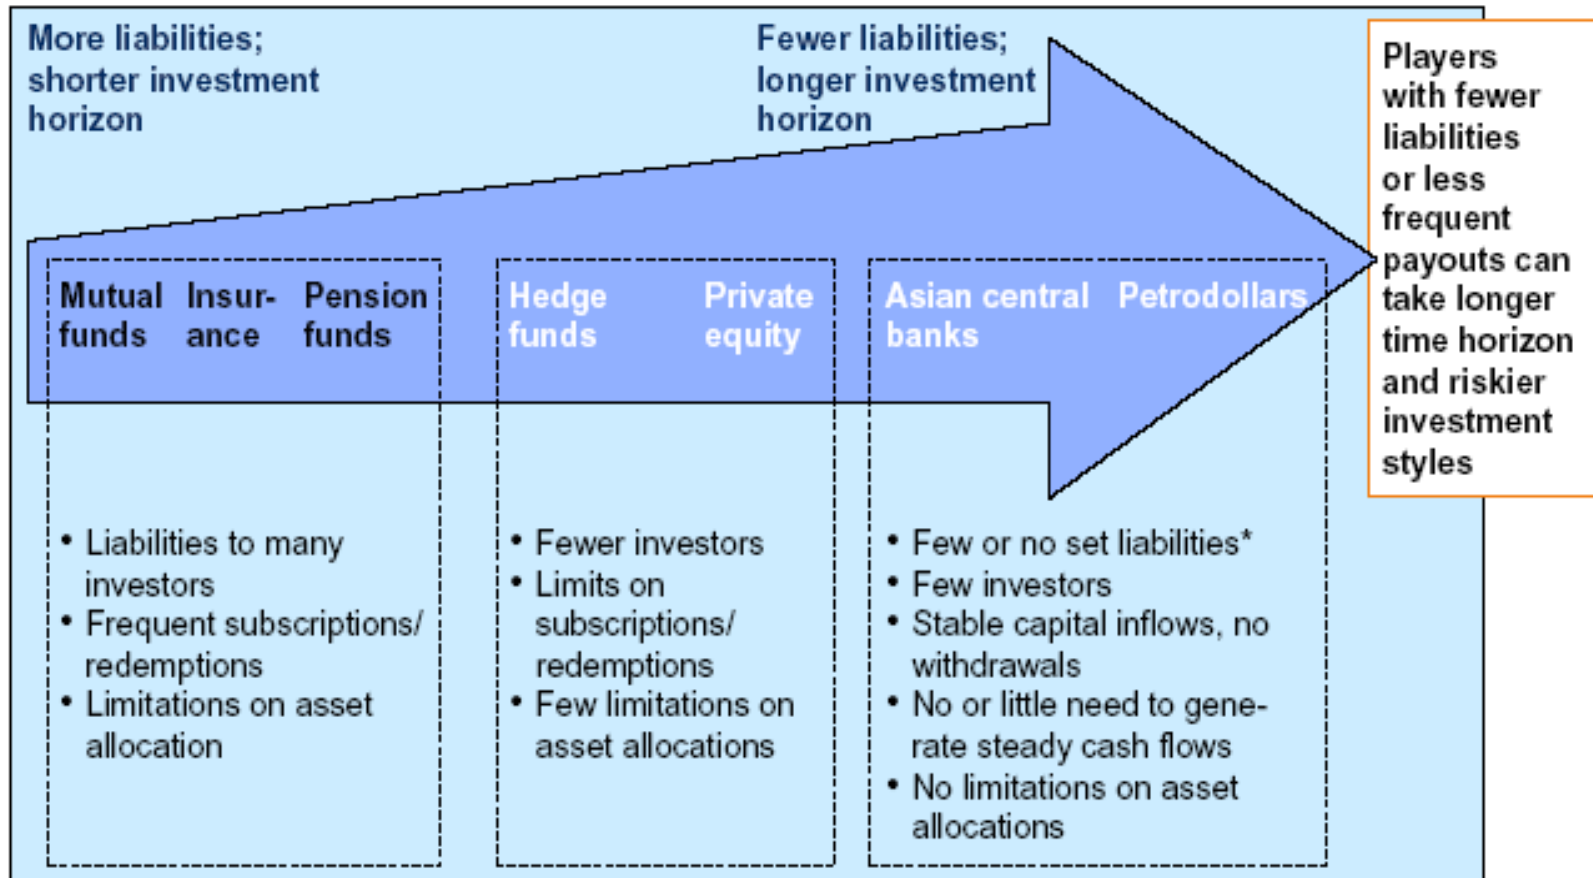 More liabilities;
shorter investment
horizon
Fewer liabilities;
longer investment
horizon
Players
with fewer
liabilities
or less
frequent
payouts can
take longer
time horizon
and riskier
investment
styles
Mutual
funds
Insur-
ance
Pension
funds
Hedge
funds
Private
equity
Asian central
banks
Petrodollars
• Liabilities to many
investors
• Frequent subscriptions/
redemptions
• Limitations on asset
allocation
• Fewer investors
• Limits on
subscriptions/
redemptions
• Few limitations on
asset allocations
• Few or no set liabilities*
• Few investors
• Stable capital inflows, no
withdrawals
• No or little need to gene-
rate steady cash flows
• No limitations on asset
allocations